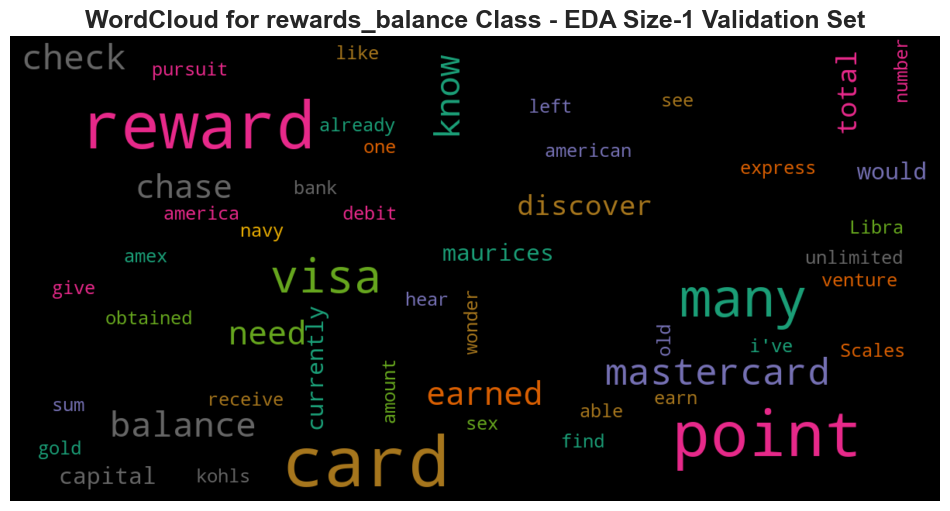 WordCloud for rewards_balance Class - EDA Size-1 Validation Set
check
pursuit
like
know
total
number
reward
already
one
left
see
american
express
would
chase
bank
america
debit
navy
discover
Libra
amex
maurices
unlimited
venture
give
visa
hear
many
obtained
need
currently
wonder
old
i've
Scales
mastercard
sum
receive
amount
earned
earn
able
balance
sex
point
gold
find
capital
kohls
card